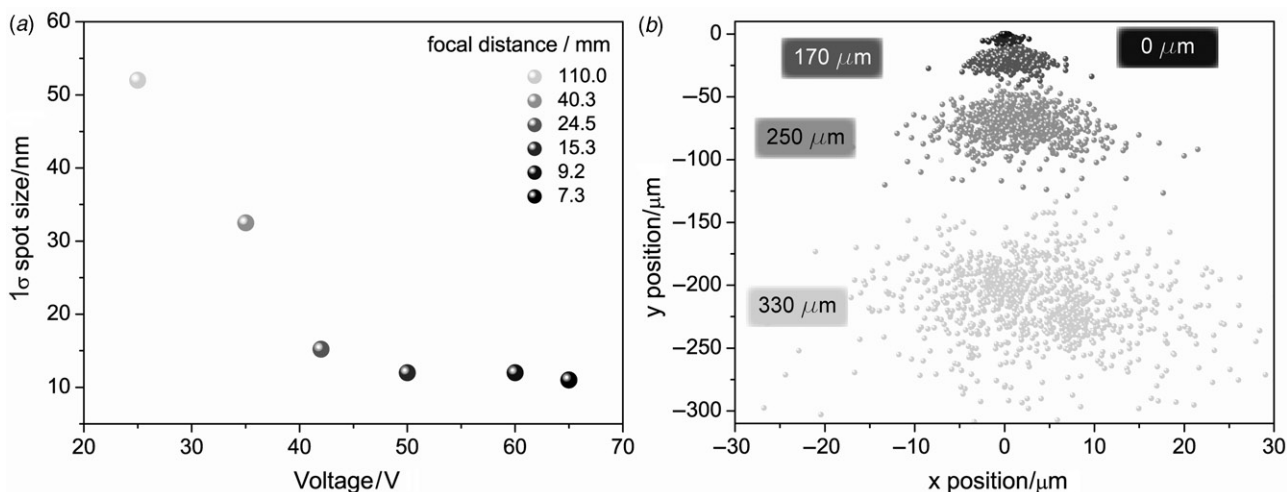 (a)
60
50
40
30
20
10
1σ spot size/nm
focal distance / mm
110.0
40.3
24.5
15.3
9.2
7.3
20 30 40 50 60 70
Voltage/V
(b)
0
−50
−100
−150
−200
−250
−300
y position/μm
170 μm
0 μm
250 μm
330 μm
−30 −20 −10 0 10 20 30
x position/μm